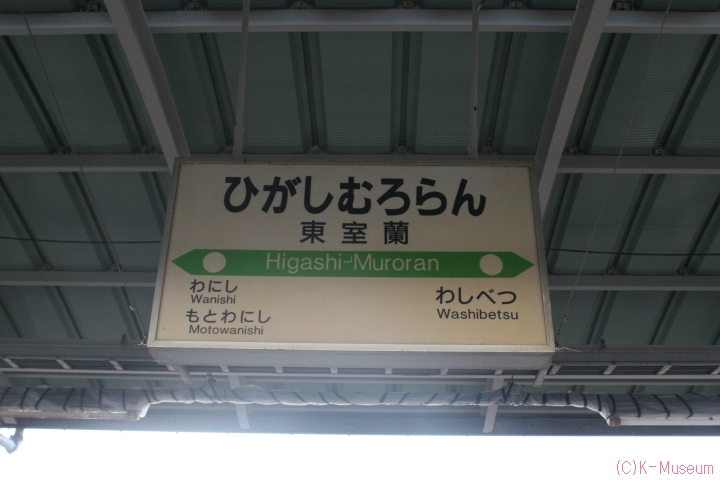 ひがしむろらん
東室蘭
Higashi-Muroran
わにし
Wanishi
もとわにし
Motowanishi
わしべつ
Washibetsu
(C)K-Museum